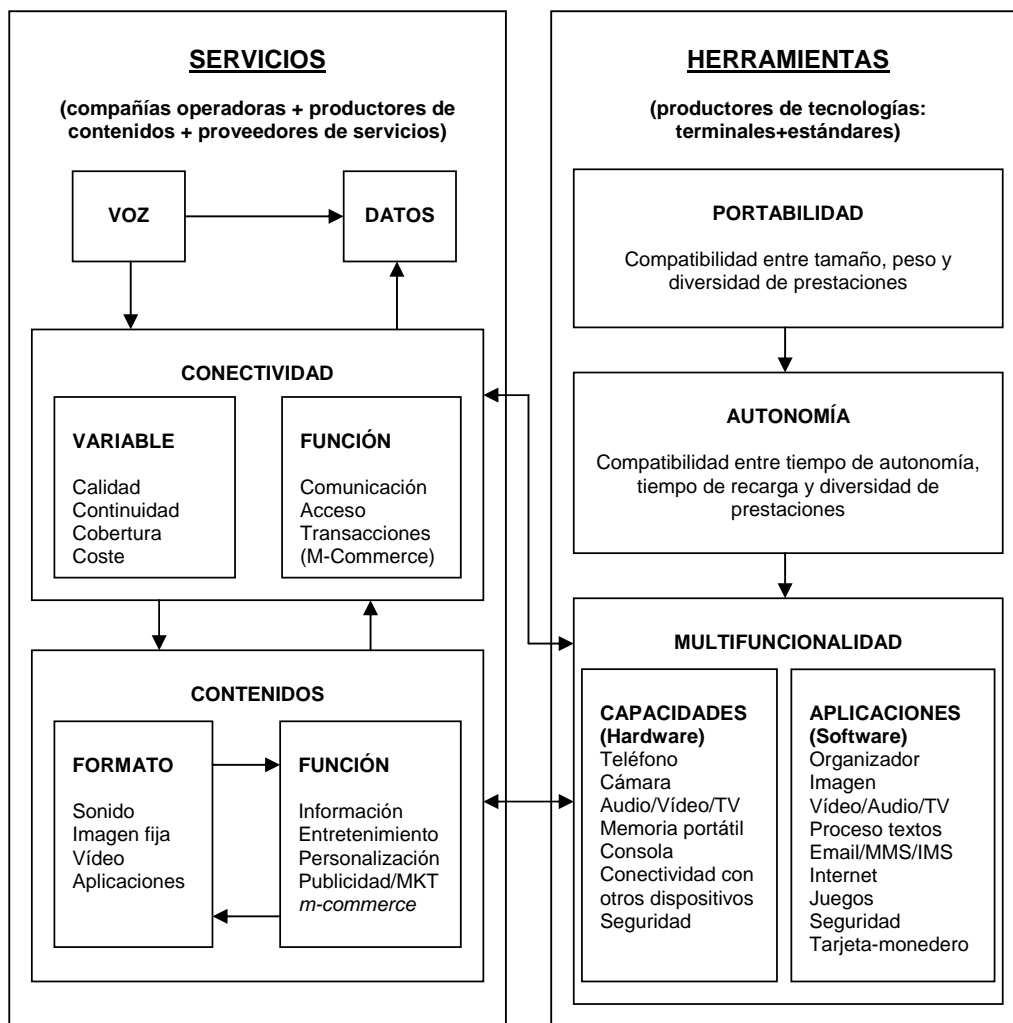 SERVICIOS
(compañías operadoras + productores de
contenidos + proveedores de servicios)
VOZ
DATOS
CONECTIVIDAD
VARIABLE
Calidad
Continuidad
Cobertura
Coste
FUNCIÓN
Comunicación
Acceso
Transacciones
(M-Commerce)
CONTENIDOS
FORMATO
Sonido
Imagen fija
Vídeo
Aplicaciones
FUNCIÓN
Información
Entretenimiento
Personalización
Publicidad/MKT
m-commerce
HERRAMIENTAS
(productores de tecnologías:
terminales+estándares)
PORTABILIDAD
Compatibilidad entre tamaño, peso y
diversidad de prestaciones
AUTONOMÍA
Compatibilidad entre tiempo de autonomía,
tiempo de recarga y diversidad de
prestaciones
MULTIFUNCIONALIDAD
CAPACIDADES
(Hardware)
Teléfono
Cámara
Audio/Vídeo/TV
Memoria portátil
Consola
Conectividad con
otros dispositivos
Seguridad
APLICACIONES
(Software)
Organizador
Imagen
Vídeo/Audio/TV
Proceso textos
Email/MMS/IMS
Internet
Juegos
Seguridad
Tarjeta-monedero